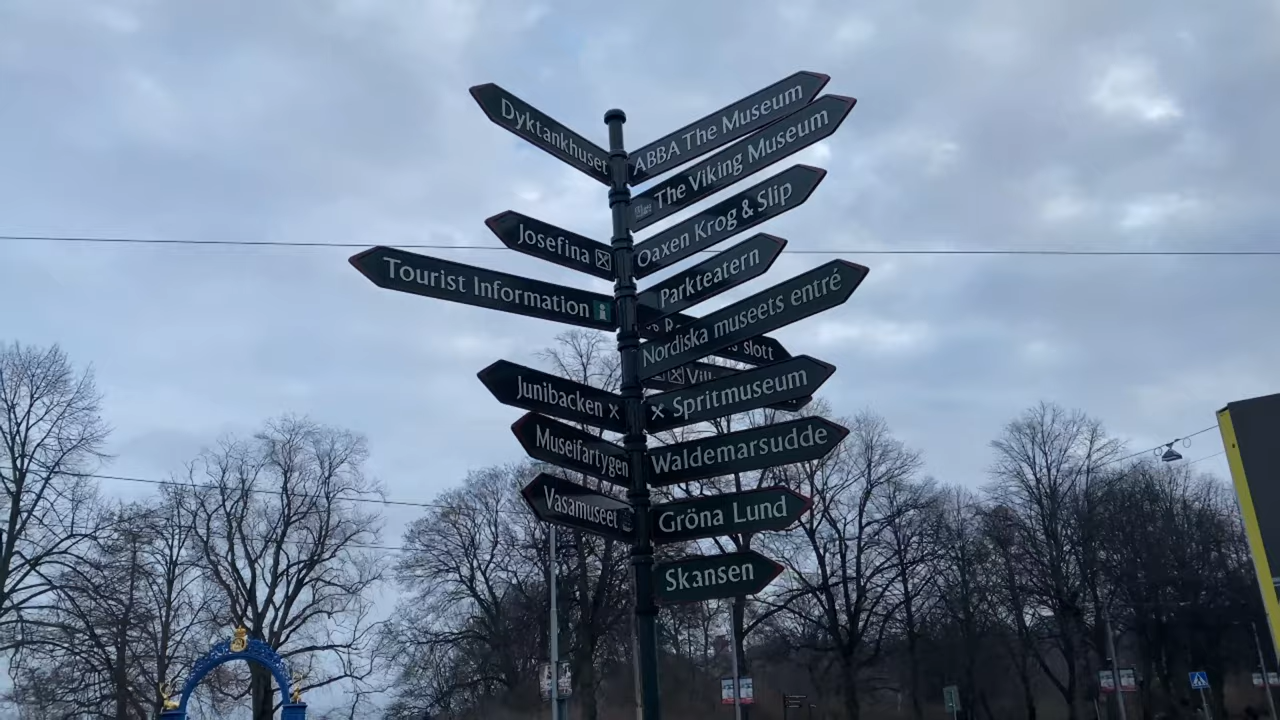 Dyktankhuset
ABBA The Museum
The Viking Museum
Oaxen Krog & Slip
Josefina
Parkteatern
Tourist Information
Nordiska museets entré
slott
Junibacken
Spritmuseum
Museifartygen
Waldemarsudde
Vasamuseet
Gröna Lund
Skansen